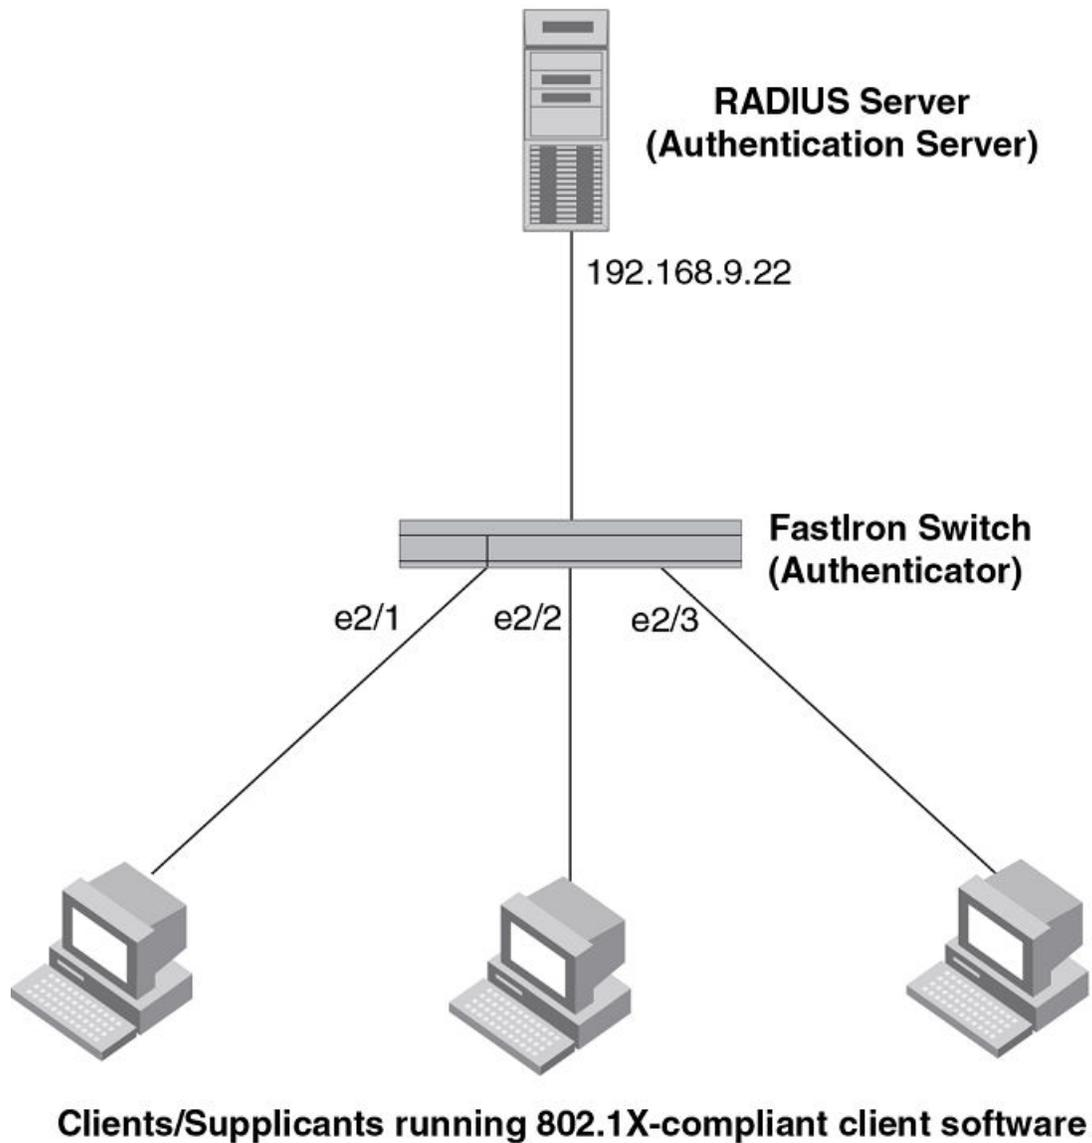 RADIUS Server
(Authentication Server)
192.168.9.22
FastIron Switch
(Authenticator)
e2/1
e2/2
e2/3
Clients/Supplicants running 802.1X-compliant client software